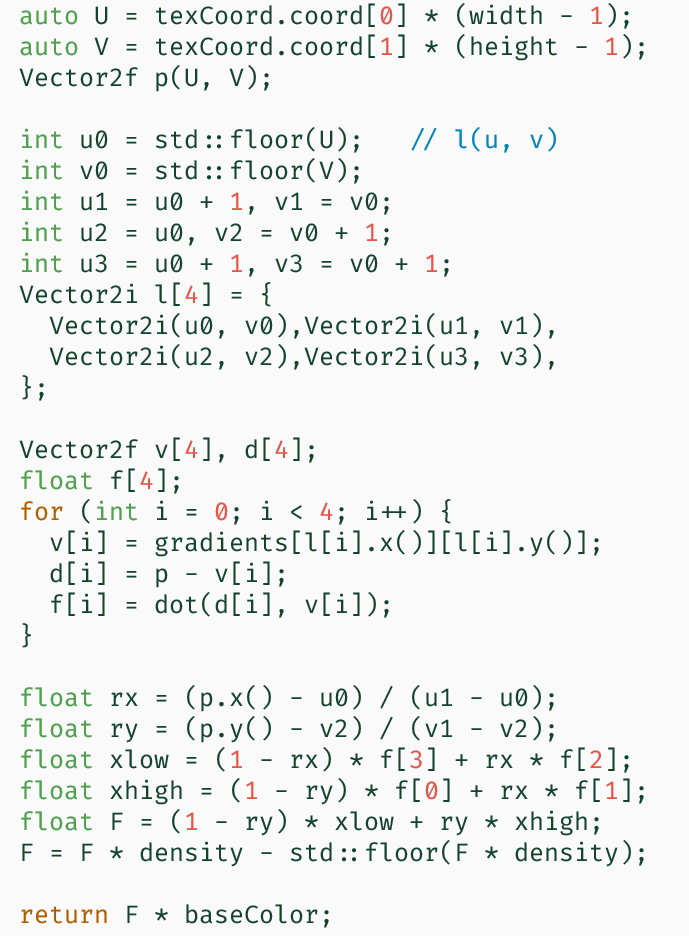 auto U = texCoord.coord[0] * (width - 1);
auto V = texCoord.coord[1] * (height - 1);
Vector2f p(U, V);

int u0 = std::floor(U);   // l(u, v)
int v0 = std::floor(V);
int u1 = u0 + 1, v1 = v0;
int u2 = u0, v2 = v0 + 1;
int u3 = u0 + 1, v3 = v0 + 1;
Vector2i l[4] = {
  Vector2i(u0, v0),Vector2i(u1, v1),
  Vector2i(u2, v2),Vector2i(u3, v3),
};

Vector2f v[4], d[4];
float f[4];
for (int i = 0; i < 4; i++) {
  v[i] = gradients[l[i].x()][l[i].y()];
  d[i] = p - v[i];
  f[i] = dot(d[i], v[i]);
}

float rx = (p.x() - u0) / (u1 - u0);
float ry = (p.y() - v2) / (v1 - v2);
float xlow = (1 - rx) * f[3] + rx * f[2];
float xhigh = (1 - ry) * f[0] + rx * f[1];
float F = (1 - ry) * xlow + ry * xhigh;
F = F * density - std::floor(F * density);

return F * baseColor;